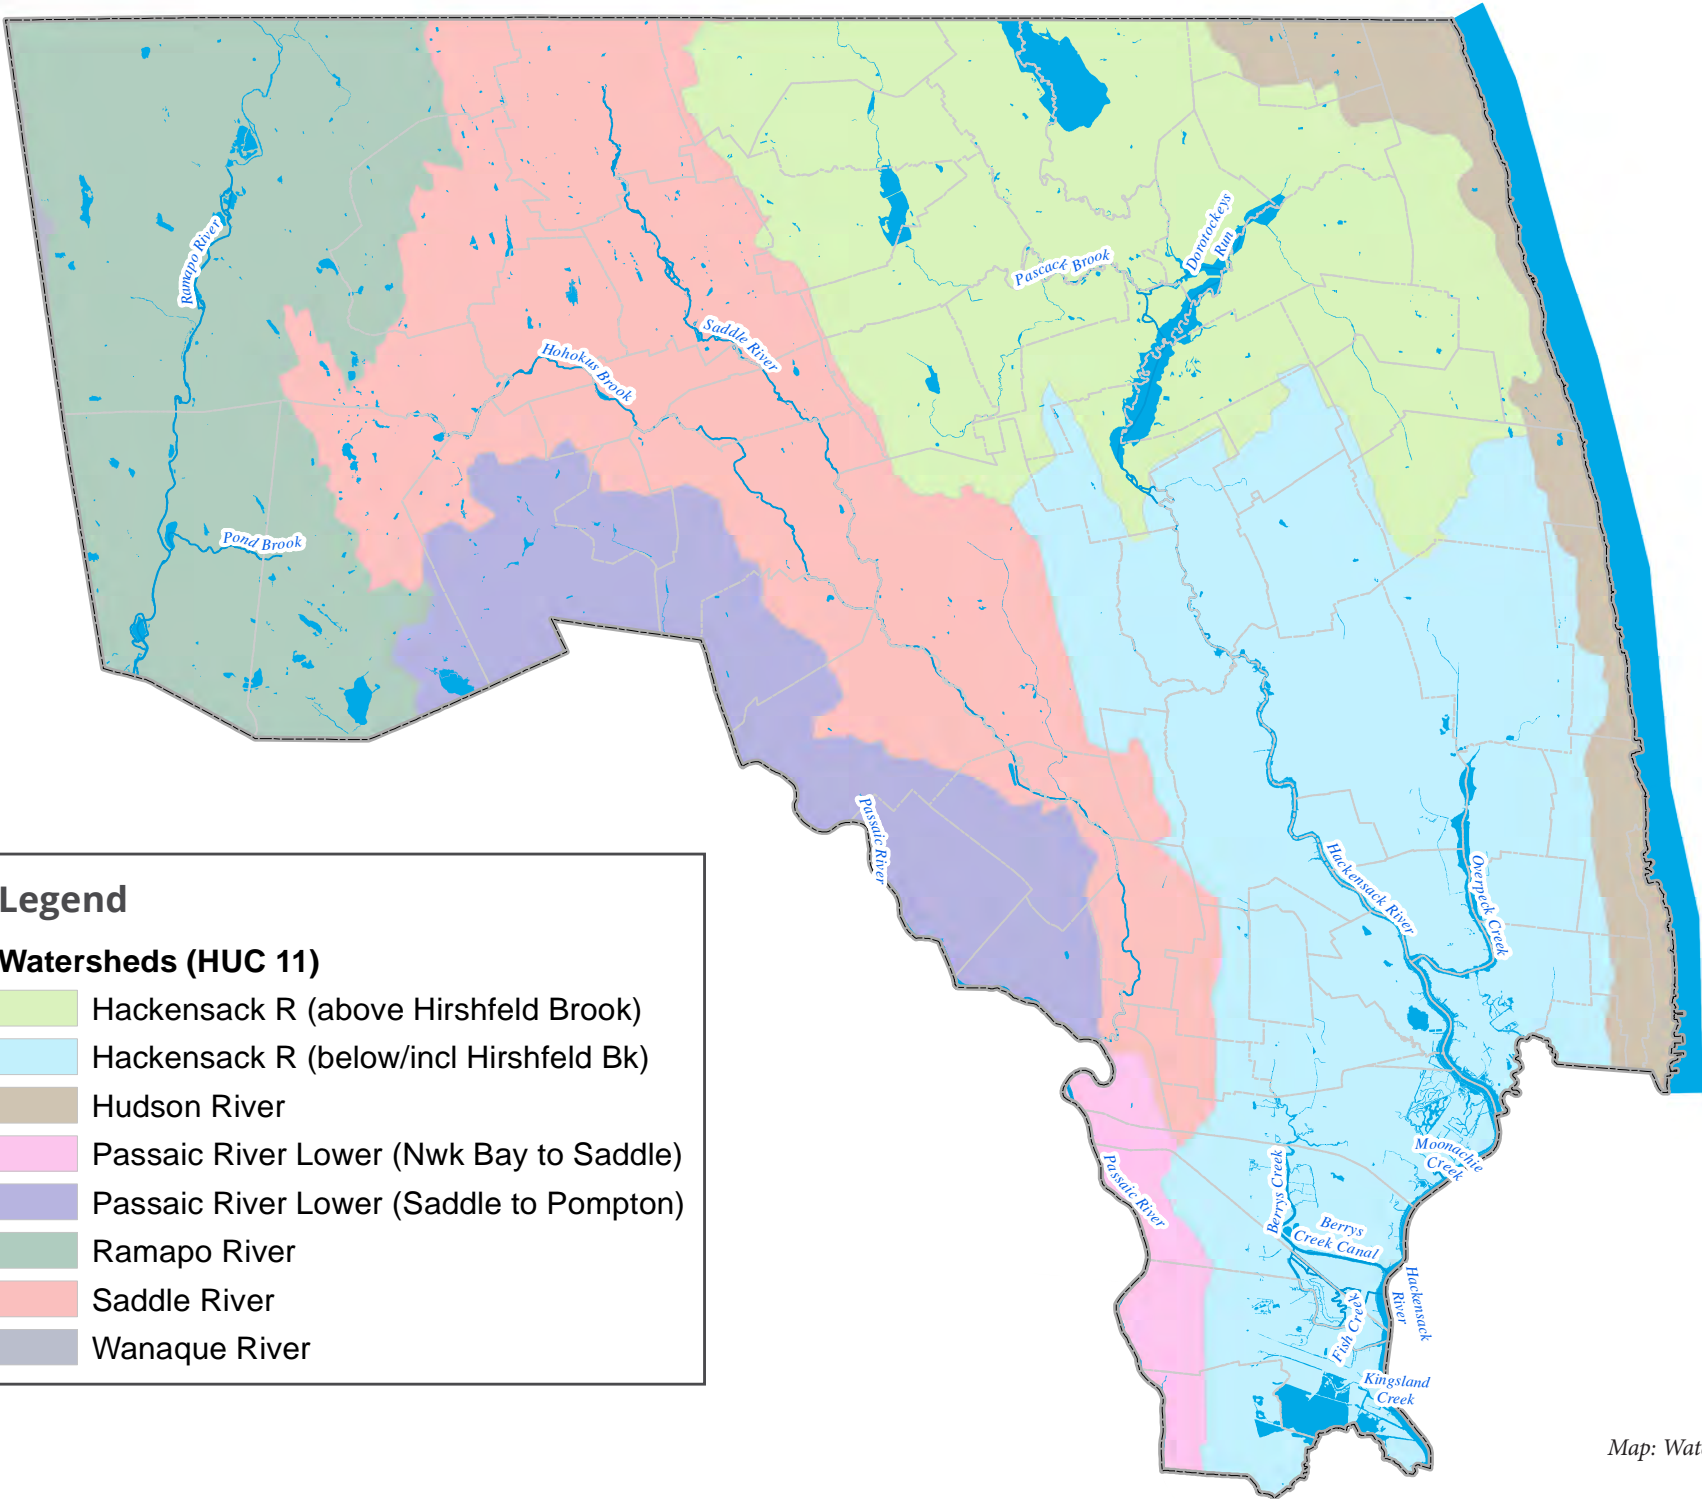 Ramapo River
Dorotockeys
Run
Pascack Brook
Saddle River
Hohokus Brook
Pond Brook
Passaic River
Hackensack River
Overpeck Creek
Legend
Watersheds (HUC 11)
Hackensack R (above Hirshfeld Brook)
Hackensack R (below/incl Hirshfeld Bk)
Hudson River
Passaic River Lower (Nwk Bay to Saddle)
Passaic River Lower (Saddle to Pompton)
Ramapo River
Saddle River
Wanaque River
Moonachie
Creek
Passaic River
Berrys Creek
Berrys
Creek Canal
Hackensack
River
Fish Creek
Kingsland
Creek
Map: Wat